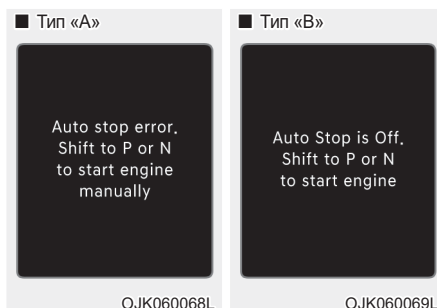 ■ Тип «A»
Auto stop error.
Shift to P or N
to start engine
manually
OJK060068L
■ Тип «B»
Auto Stop is Off.
Shift to P or N
to start engine
OJK060069L